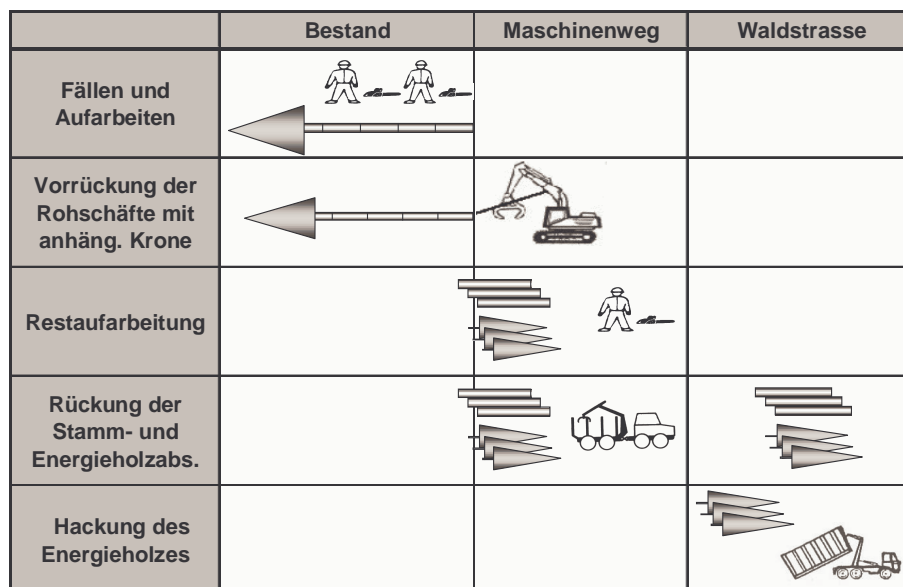 Bestand Maschinenweg Waldstrasse
Fällen und
Aufarbeiten
Vorrückung der
Rohschäfte mit
anhäng. Krone
Restaufarbeitung
Rückung der
Stamm- und
Energieholzabs.
Hackung des
Energieholzes